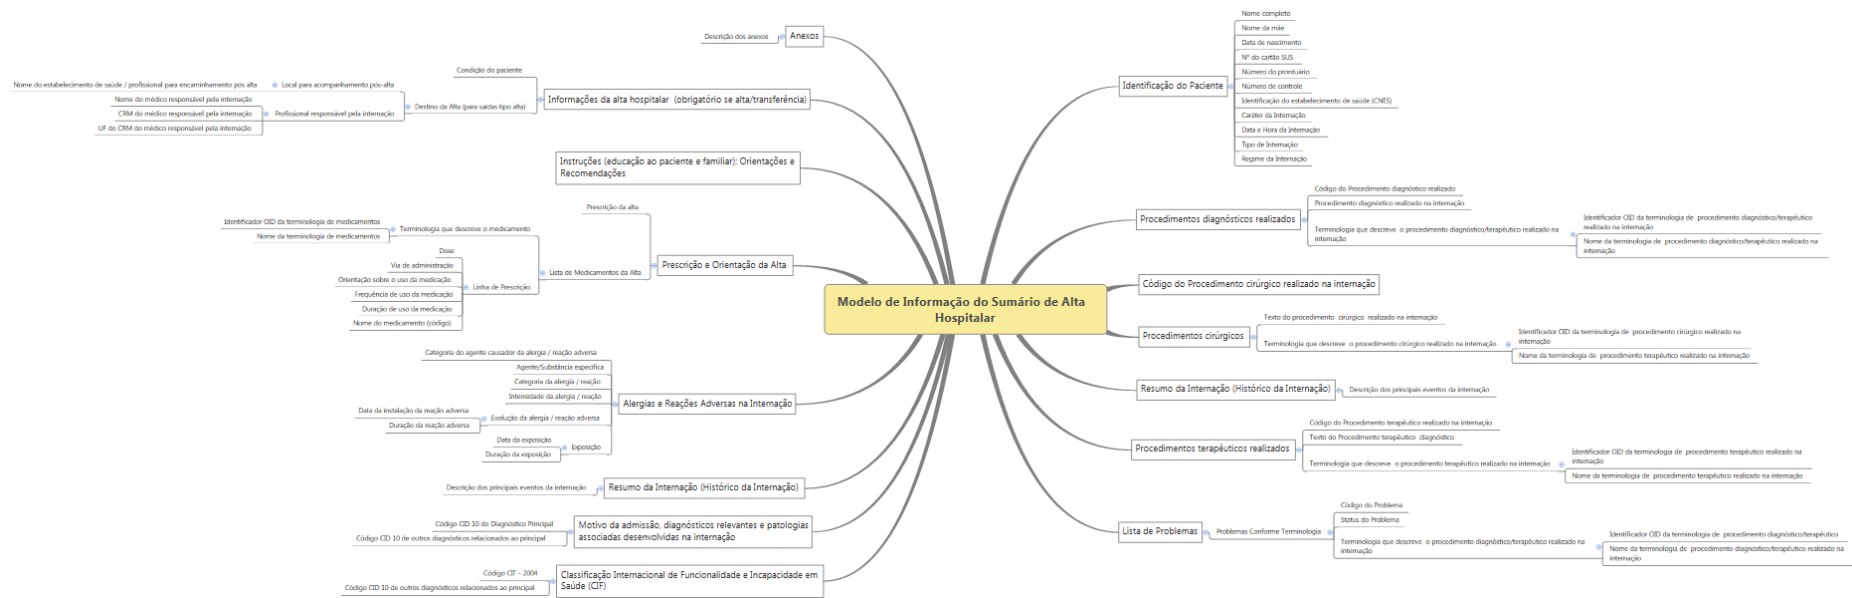 Modelo de Informação do Sumário de Alta
Hospitalar
Anexos
Descrição dos anexos
Informações da alta hospitalar (obrigatório se alta/transferência)
Condição do paciente
Destino da Alta (para saídas tipo alta)
Local para acompanhamento pós-alta
Nome do estabelecimento de saúde / profissional para encaminhamento pós alta
Profissional responsável pela internação
Nome do médico responsável pela internação
CRM do médico responsável pela internação
UF do CRM do médico responsável pela internação
Instruções (educação ao paciente e familiar); Orientações e
Recomendações
Prescrição e Orientação da Alta
Prescrição da alta
Lista de Medicamentos da Alta
Terminologia que descreve o medicamento
Identificador OID da terminologia de medicamentos
Nome da terminologia de medicamentos
Linha de Prescrição
Dose
Via de administração
Orientação sobre o uso da medicação
Frequência de uso da medicação
Duração de uso da medicação
Nome do medicamento (código)
Alergias e Reações Adversas na Internação
Categoria do agente causador da alergia / reação adversa
Agente/Substância específica
Categoria da alergia / reação
Intensidade da alergia / reação
Evolução da alergia / reação adversa
Data da instalação da reação adversa
Duração da reação adversa
Exposição
Data da exposição
Duração da exposição
Resumo da Internação (Histórico da Internação)
Descrição dos principais eventos da internação
Motivo da admissão, diagnósticos relevantes e patologias
associadas desenvolvidas na internação
Código CID 10 do Diagnóstico Principal
Código CID 10 de outros diagnósticos relacionados ao principal
Classificação Internacional de Funcionalidade e Incapacidade em
Saúde (CIF)
Código CIF - 2004
Código CID 10 de outros diagnósticos relacionados ao principal
Identificação do Paciente
Nome completo
Nome da mãe
Data de nascimento
Nº do cartão SUS
Número do prontuário
Número de controle
Identificação do estabelecimento de saúde (CNES)
Caráter da Internação
Data e Hora da Internação
Tipo de Internação
Regime da Internação
Procedimentos diagnósticos realizados
Código do Procedimento diagnóstico realizado
Procedimento diagnóstico realizado na internação
Terminologia que descreve o procedimento diagnóstico/terapêutico realizado na
internação
Identificador OID da terminologia de procedimento diagnóstico/terapêutico
realizado na internação
Nome da terminologia de procedimento diagnóstico/terapêutico realizado na
internação
Código do Procedimento cirúrgico realizado na internação
Procedimentos cirúrgicos
Texto do procedimento cirúrgico realizado na internação
Terminologia que descreve o procedimento cirúrgico realizado na internação
Identificador OID da terminologia de procedimento cirúrgico realizado na
internação
Nome da terminologia de procedimento terapêutico realizado na internação
Resumo da Internação (Histórico da Internação)
Descrição dos principais eventos da internação
Procedimentos terapêuticos realizados
Código do Procedimento terapêutico realizado na internação
Texto do Procedimento terapêutico diagnóstico
Terminologia que descreve o procedimento terapêutico realizado na internação
Identificador OID da terminologia de procedimento terapêutico realizado na
internação
Nome da terminologia de procedimento terapêutico realizado na internação
Lista de Problemas
Problemas Conforme Terminologia
Código do Problema
Status do Problema
Terminologia que descreve o procedimento diagnóstico/terapêutico realizado na
internação
Identificador OID da terminologia de procedimento diagnóstico/terapêutico
Nome da terminologia de procedimento diagnóstico/terapêutico realizado na
internação